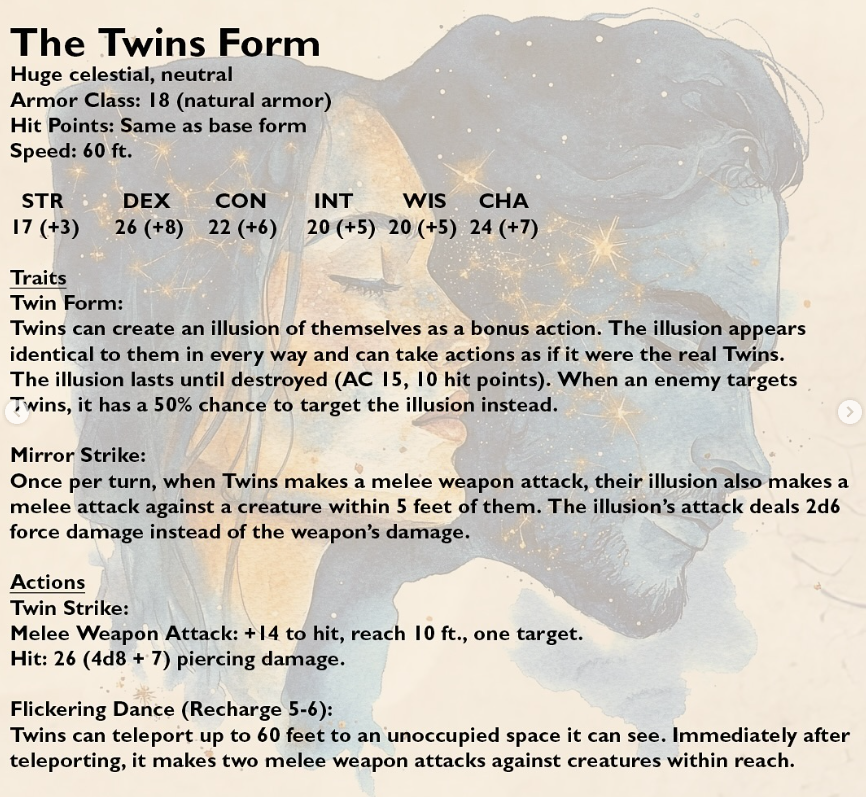 The Twins Form
Huge celestial, neutral
Armor Class: 18 (natural armor)
Hit Points: Same as base form
Speed: 60 ft.
STR DEX CON INT WIS CHA
17 (+3) 26 (+8) 22 (+6) 20 (+5) 20 (+5) 24 (+7)
Traits
Twin Form:
Twins can create an illusion of themselves as a bonus action. The illusion appears
identical to them in every way and can take actions as if it were the real Twins.
The illusion lasts until destroyed (AC 15, 10 hit points). When an enemy targets
Twins, it has a 50% chance to target the illusion instead.
Mirror Strike:
Once per turn, when Twins makes a melee weapon attack, their illusion also makes a
melee attack against a creature within 5 feet of them. The illusion’s attack deals 2d6
force damage instead of the weapon’s damage.
Actions
Twin Strike:
Melee Weapon Attack: +14 to hit, reach 10 ft., one target.
Hit: 26 (4d8 + 7) piercing damage.
Flickering Dance (Recharge 5-6):
Twins can teleport up to 60 feet to an unoccupied space it can see. Immediately after
teleporting, it makes two melee weapon attacks against creatures within reach.